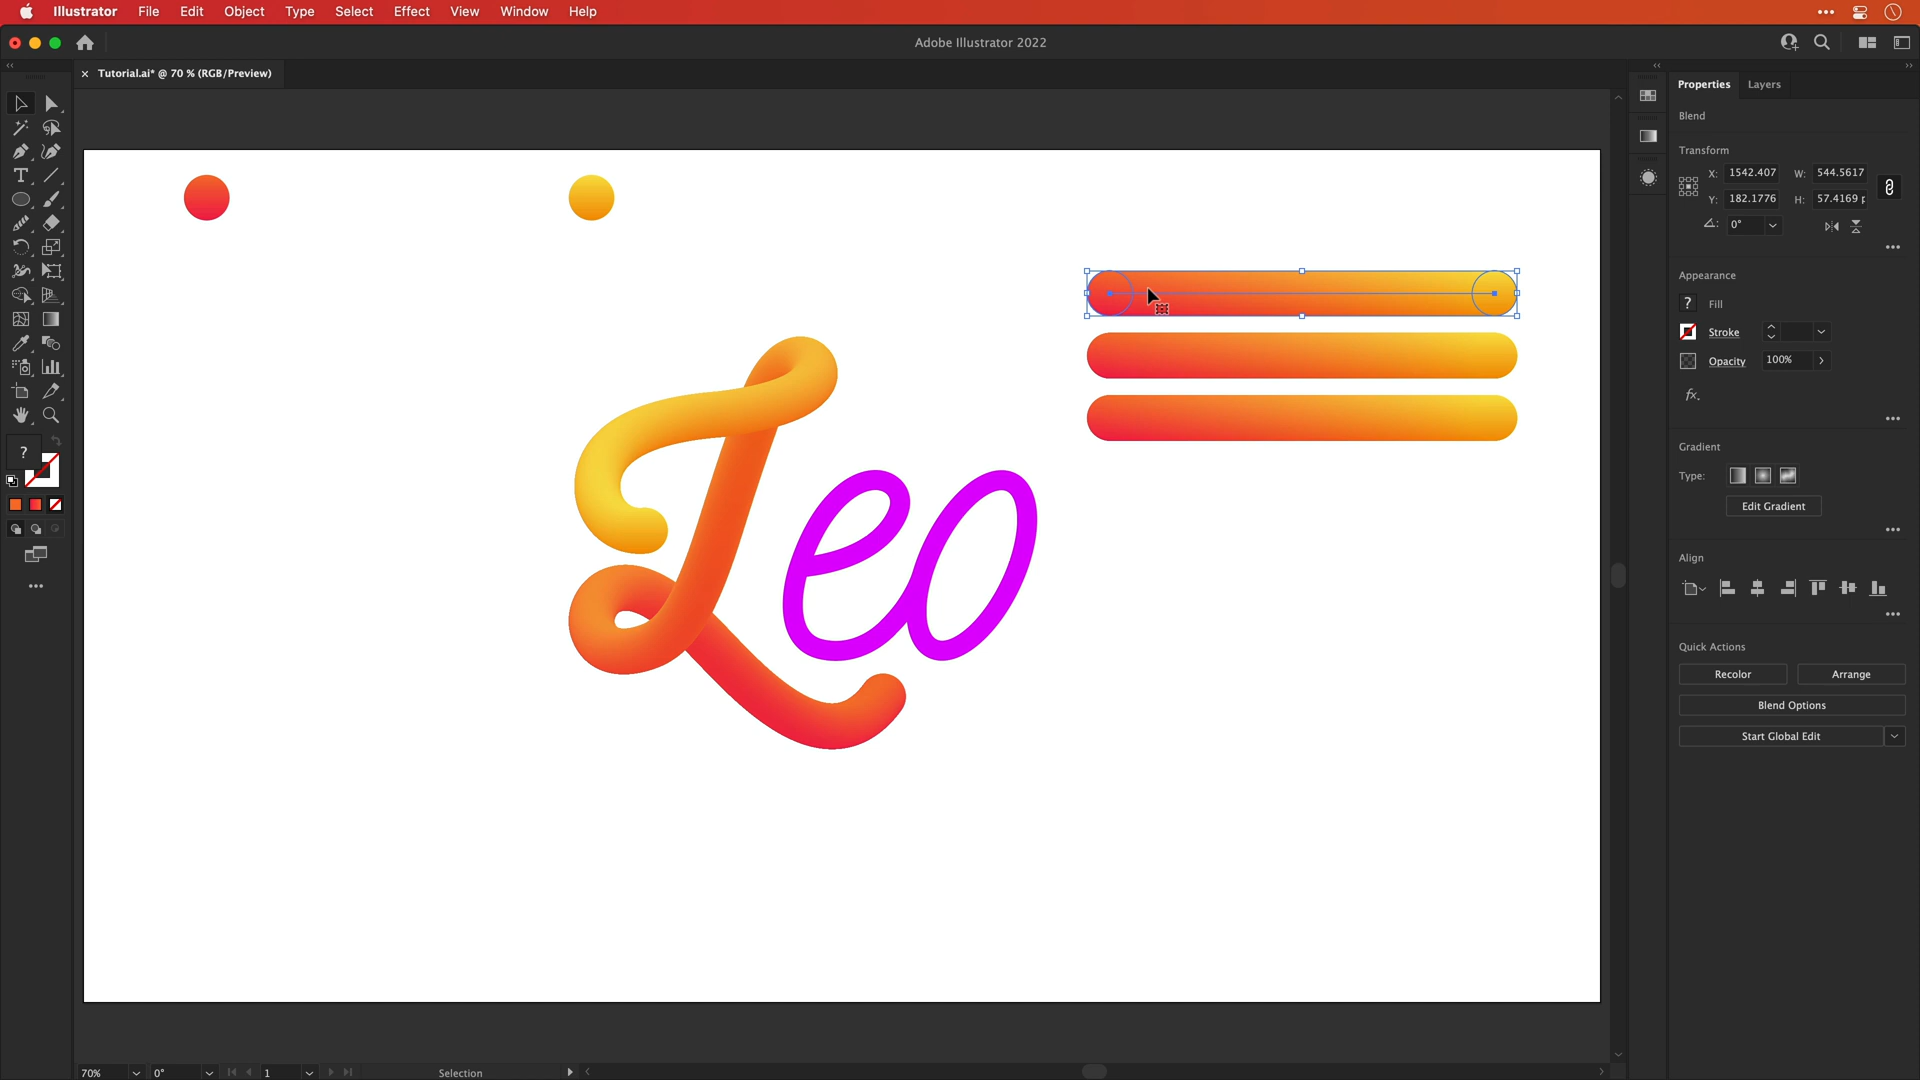 Illustrator File Edit Object Type Select Effect View Window Help
Adobe Illustrator 2022
× Tutorial.ai* @ 70 % (RGB/Preview)
Properties Layers
Blend
Transform
X: 1542.407 W: 544.5617
Y: 182.1776 H: 57.4169 p
0°
Appearance
? Fill
Stroke
Opacity 100%
fx.
Gradient
Type:
Edit Gradient
Align
Quick Actions
Recolor Arrange
Blend Options
Start Global Edit
T
?
Leo
70% 0° 1 Selection